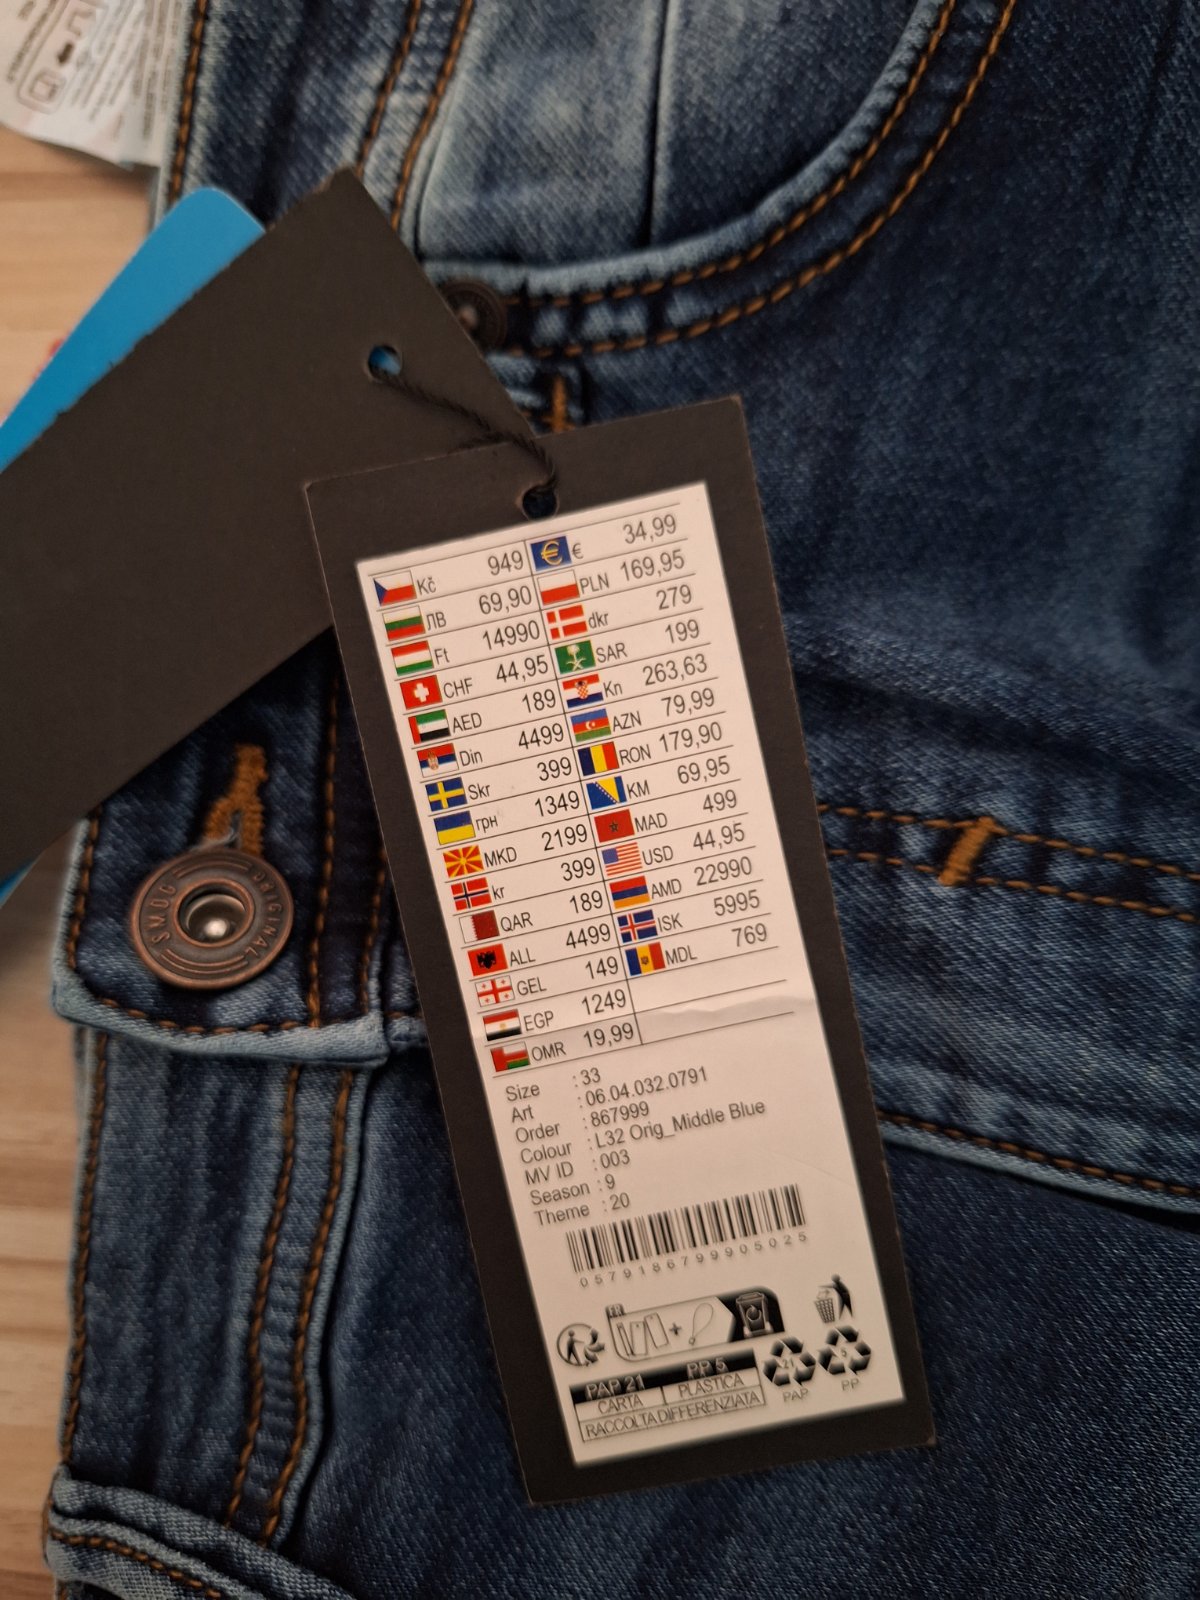 Kč 949 € 34,99
ЛВ 69,90 PLN 169,95
Ft 14990 dkr 279
CHF 44,95 SAR 199
AED 189 Kn 263,63
Din 4499 AZN 79,99
Skr 399 RON 179,90
грн 1349 KM 69,95
MKD 2199 MAD 499
kr 399 USD 44,95
QAR 189 AMD 22990
ALL 4499 ISK 5995
GEL 149 MDL 769
EGP 1249
OMR 19,99
Size : 33
Art : 06.04.032.0791
Order : 867999
Colour : L32 Orig_Middle Blue
MV ID : 003
Season : 9
Theme : 20
0579186799905025
FR
+
PAP 21 PP 5
CARTA PLASTICA
RACCOLTA DIFFERENZIATA
21 5
PAP PP
SMOG ORIGINAL